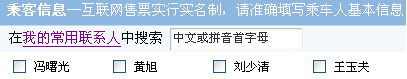 乘客信息—互联网售票实行实名制，请准确填写乘车人基本信息
在我的常用联系人中搜索 中文或拼音首字母
冯曙光 黄旭 刘少清 王玉夫